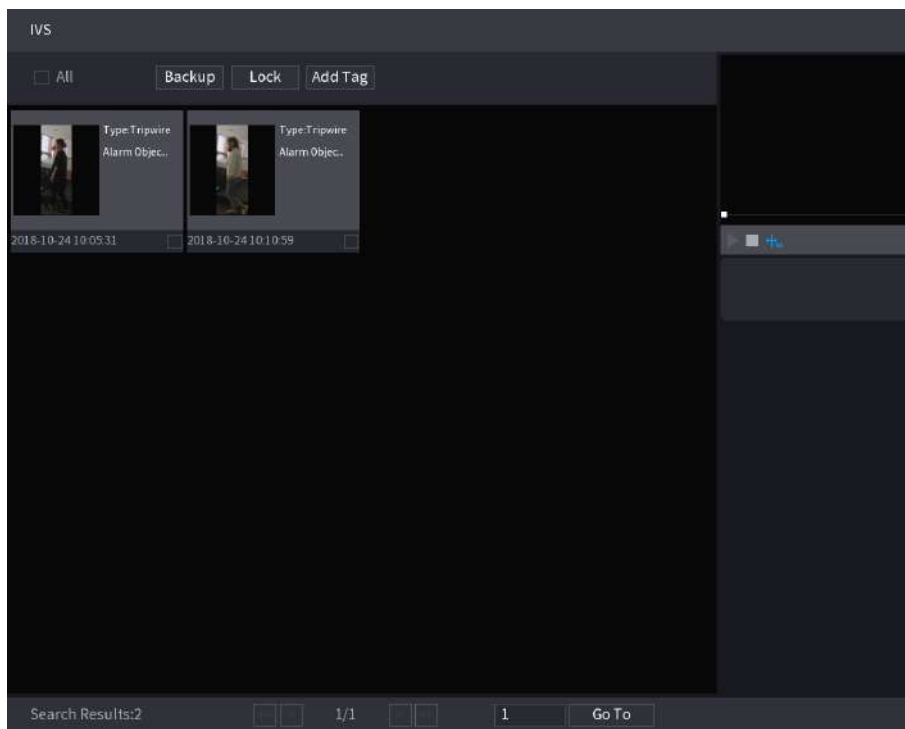 IVS
All
Backup
Lock
Add Tag
Type:Tripwire
Alarm Objec..
2018-10-24 10:05:31
Type:Tripwire
Alarm Objec..
2018-10-24 10:10:59
Search Results:2
1/1
1
Go To